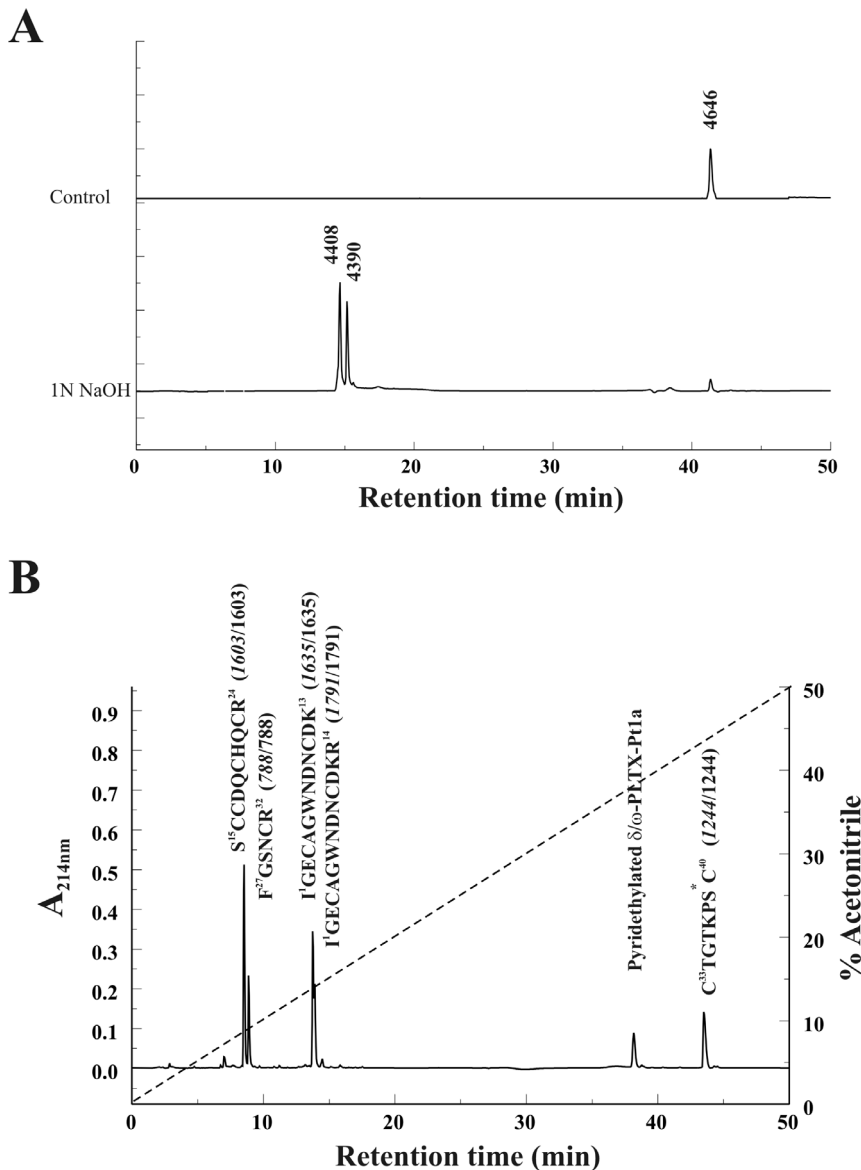 A
4646
Control
4408
4390
1N NaOH
0 10 20 30 40 50
Retention time (min)
B
S¹⁵CCDQCHQCR²⁴ (1603/1603)
F²⁷GSNCR³² (788/788)
I¹GECAGWNDNCDK¹³ (1635/1635)
I¹GECAGWNDNCDKR¹⁴ (1791/1791)
Pyridethylated δ/ω-PLTX-Pt1a
C³³TGTKPS* C⁴⁰ (1244/1244)
0.9
0.8
0.7
0.6
0.5
0.4
0.3
0.2
0.1
0.0
A214nm
50
40
30
20
10
0
% Acetonitrile
0 10 20 30 40 50
Retention time (min)